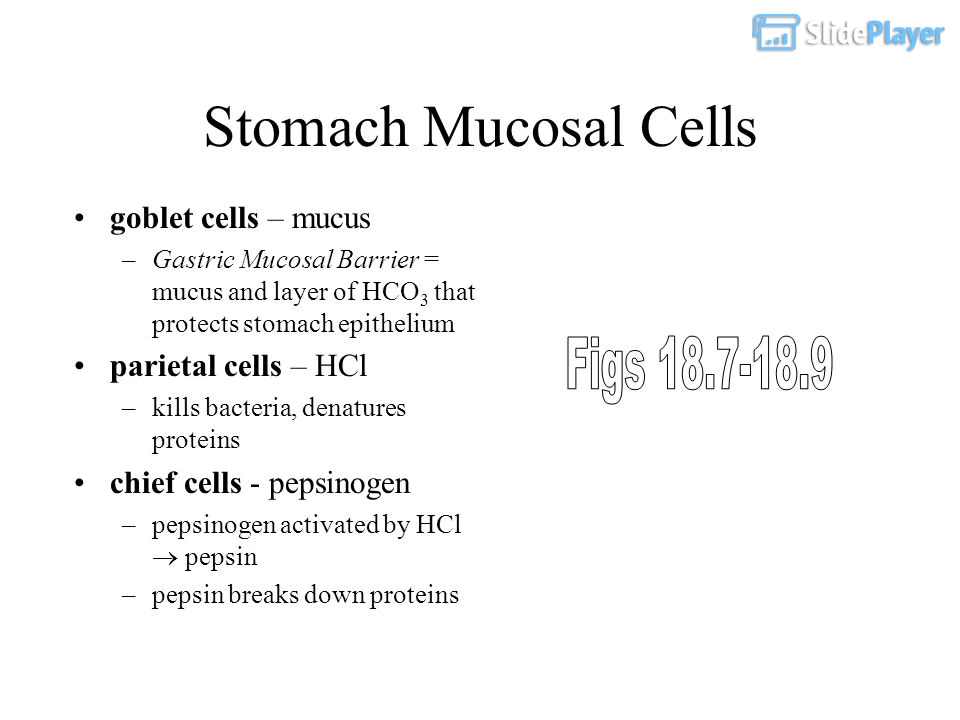 SlidePlayer
Stomach Mucosal Cells
• goblet cells – mucus
– Gastric Mucosal Barrier =
mucus and layer of HCO₃ that
protects stomach epithelium
• parietal cells – HCl
– kills bacteria, denatures
proteins
• chief cells - pepsinogen
– pepsinogen activated by HCl
→ pepsin
– pepsin breaks down proteins
Figs 18.7-18.9